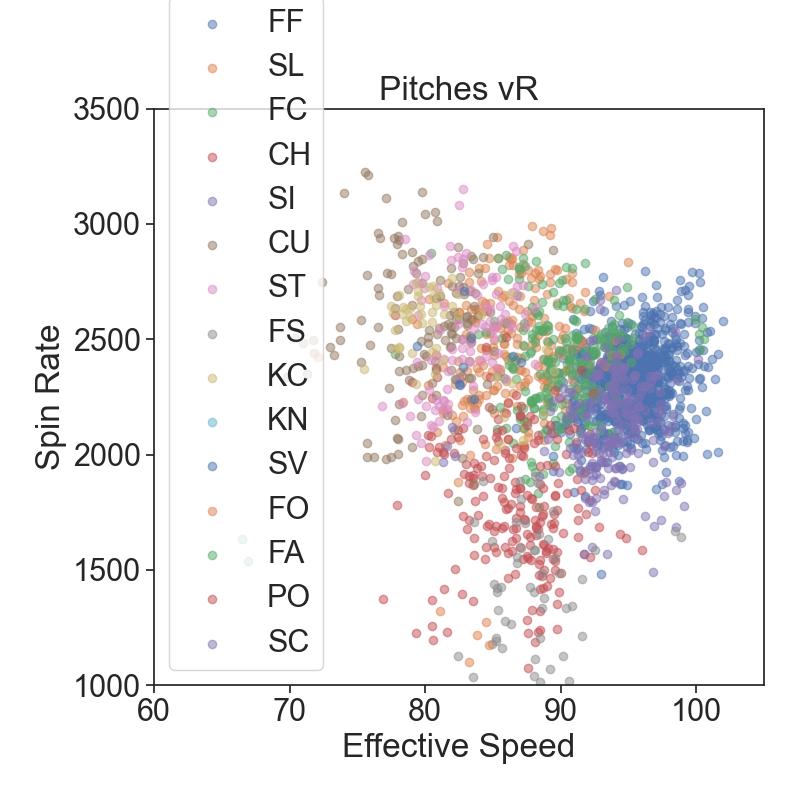 FF
SL
Pitches vR
FC
CH
SI
CU
ST
FS
KC
KN
SV
FO
FA
PO
SC
3500
3000
2500
2000
1500
1000
Spin Rate
60 70 80 90 100
Effective Speed